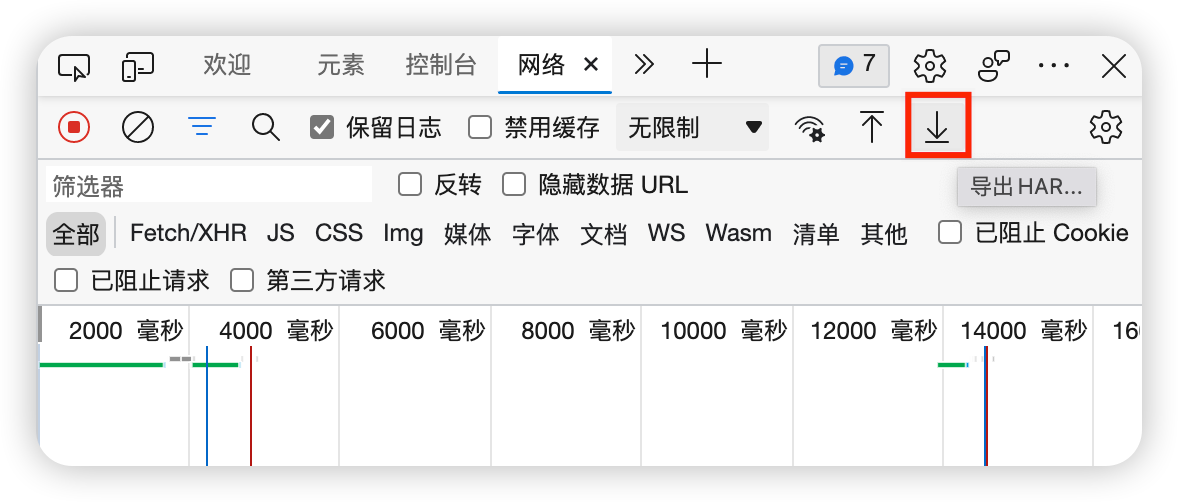 欢迎 元素 控制台 网络 7
保留日志 禁用缓存 无限制
筛选器 反转 隐藏数据 URL 导出 HAR...
全部 Fetch/XHR JS CSS Img 媒体 字体 文档 WS Wasm 清单 其他 已阻止 Cookie
已阻止请求 第三方请求
2000 毫秒 4000 毫秒 6000 毫秒 8000 毫秒 10000 毫秒 12000 毫秒 14000 毫秒